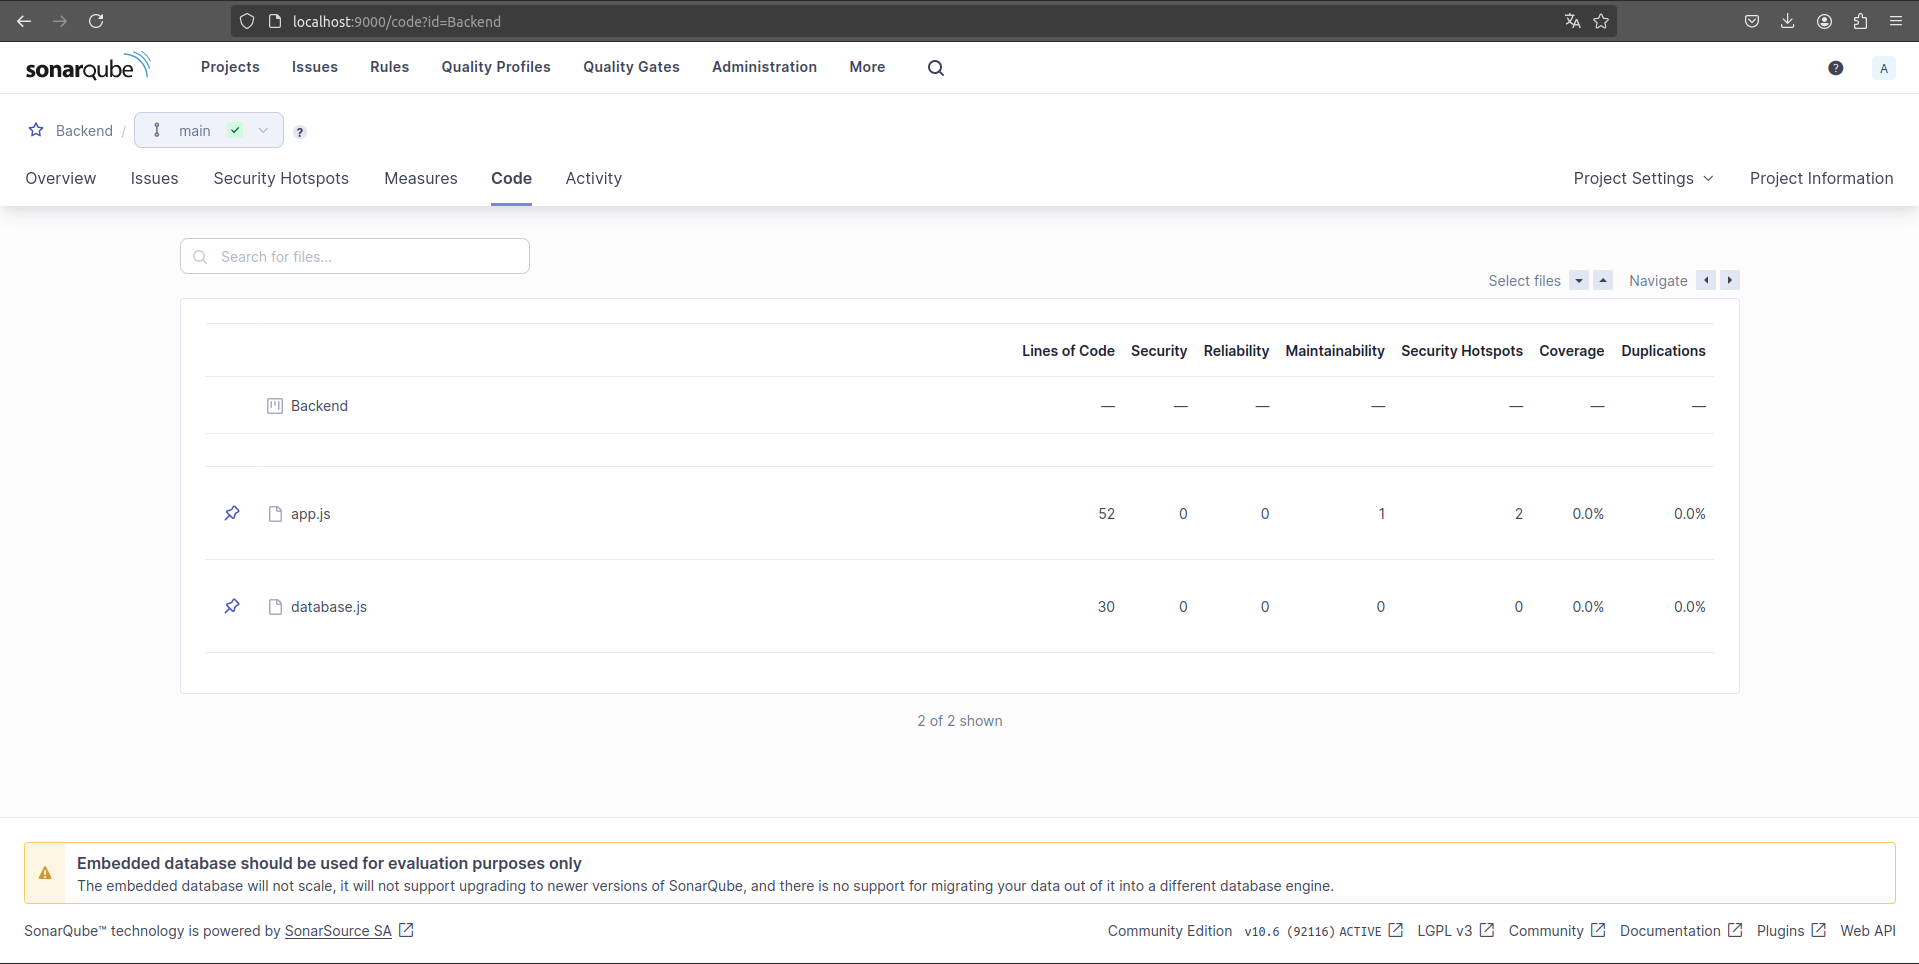 localhost:9000/code?id=Backend
sonarqube Projects Issues Rules Quality Profiles Quality Gates Administration More ? A
Backend / main ?
Overview Issues Security Hotspots Measures Code Activity Project Settings Project Information
Search for files...
Select files Navigate
Lines of Code Security Reliability Maintainability Security Hotspots Coverage Duplications
Backend — — — — — — —
app.js 52 0 0 1 2 0.0% 0.0%
database.js 30 0 0 0 0 0.0% 0.0%
2 of 2 shown
Embedded database should be used for evaluation purposes only
The embedded database will not scale, it will not support upgrading to newer versions of SonarQube, and there is no support for migrating your data out of it into a different database engine.
SonarQube™ technology is powered by SonarSource SA Community Edition v10.6 (92116) ACTIVE LGPL v3 Community Documentation Plugins Web API